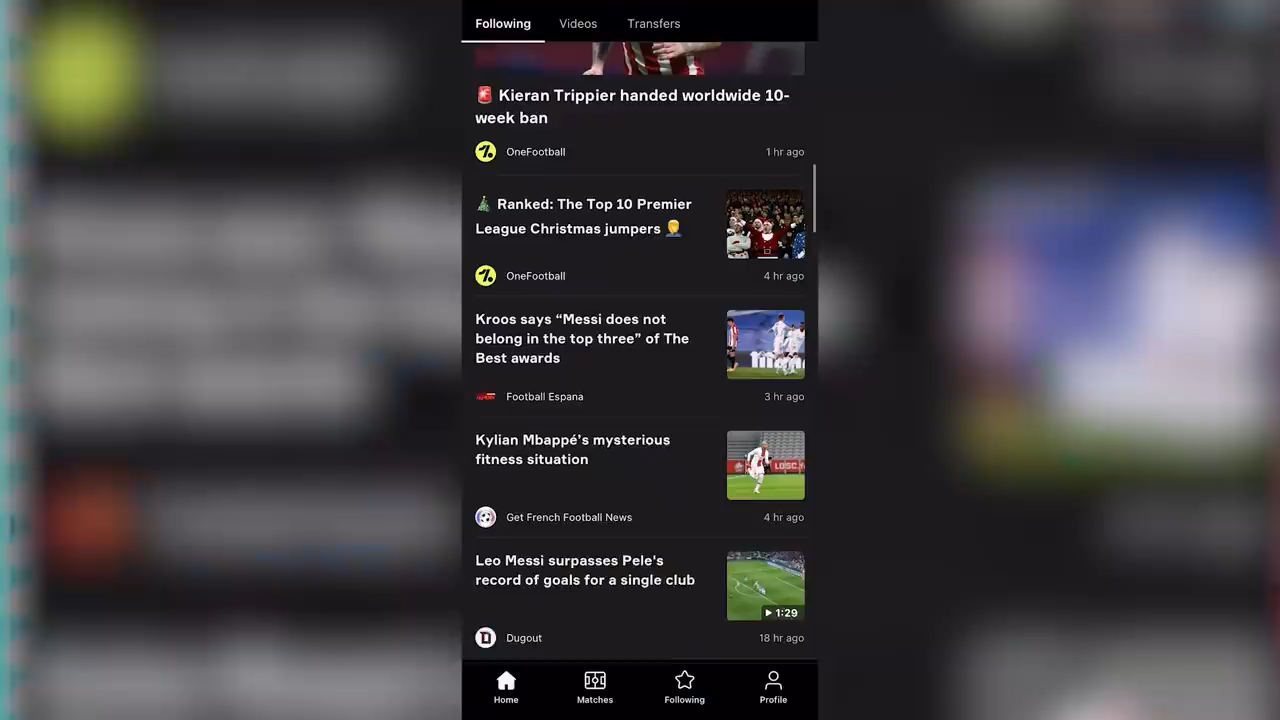 Following Videos Transfers
🚨 Kieran Trippier handed worldwide 10-
week ban
OneFootball 1 hr ago
🎄 Ranked: The Top 10 Premier
League Christmas jumpers 🤦
OneFootball 4 hr ago
Kroos says “Messi does not
belong in the top three” of The
Best awards
Football Espana 3 hr ago
Kylian Mbappé’s mysterious
fitness situation
LOSC
Get French Football News 4 hr ago
Leo Messi surpasses Pele's
record of goals for a single club
1:29
Dugout 18 hr ago
Home Matches Following Profile